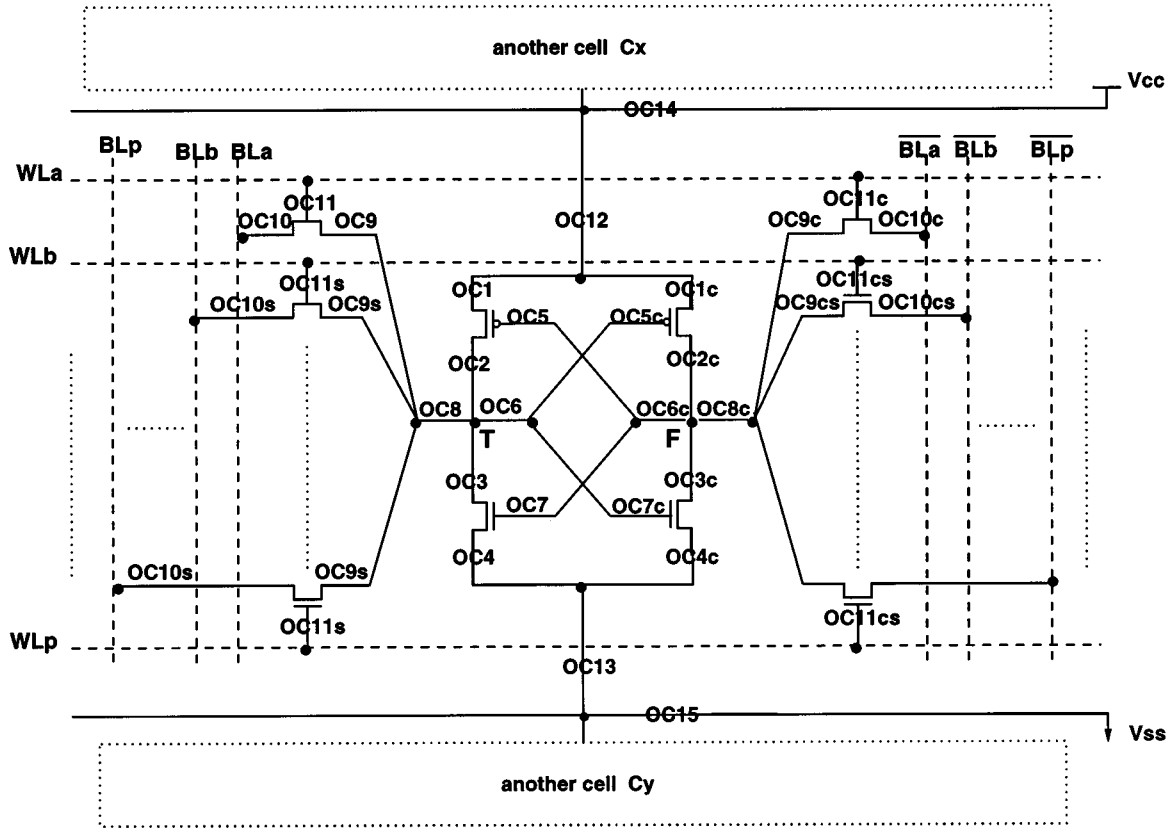 another cell Cx
Vcc
OC14
BLp BLb BLa
BLa BLb BLp
WLa
OC11
OC11c
OC10 OC9
OC12
OC9c OC10c
WLb
OC11s
OC11cs
OC1 OC1c
OC10s OC9s
OC9cs OC10cs
OC5 OC5c
OC2 OC2c
OC8 OC6 OC6c OC8c
T F
OC3 OC3c
OC7 OC7c
OC4 OC4c
OC10s OC9s
OC11s
OC11cs
WLp
OC13
OC15
Vss
another cell Cy